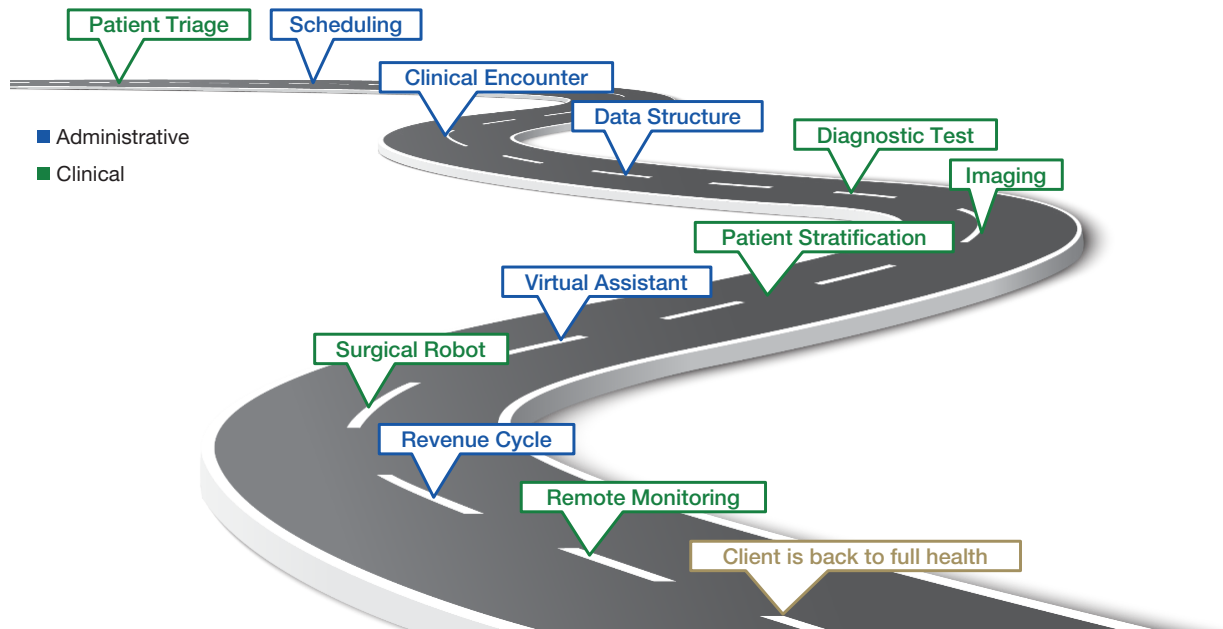 Patient Triage
Scheduling
Clinical Encounter
Data Structure
Administrative
Clinical
Diagnostic Test
Imaging
Patient Stratification
Virtual Assistant
Surgical Robot
Revenue Cycle
Remote Monitoring
Client is back to full health